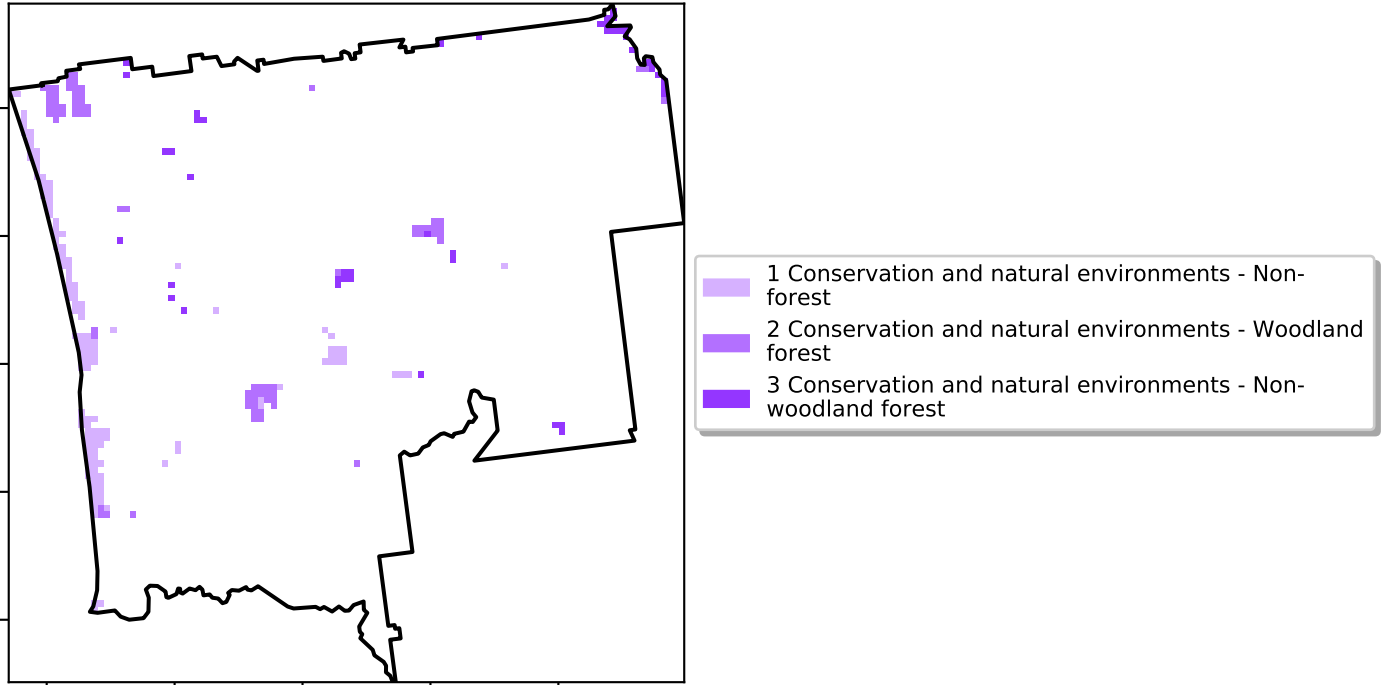 1 Conservation and natural environments - Non-
forest
2 Conservation and natural environments - Woodland
forest
3 Conservation and natural environments - Non-
woodland forest